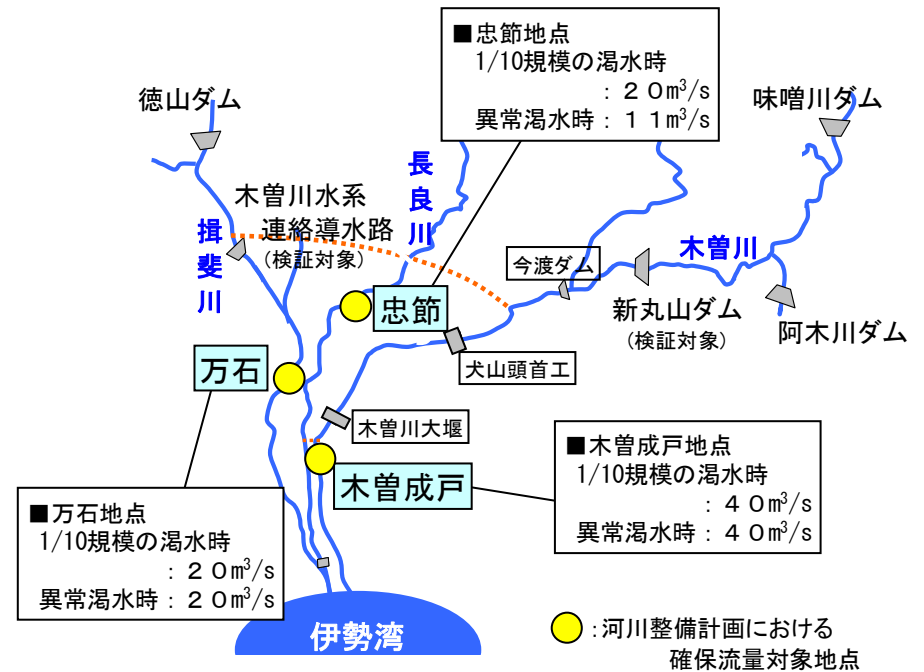 ■忠節地点
1/10規模の渇水時
：２０m³/s
異常渇水時：１１m³/s
徳山ダム
味噌川ダム
長良川
木曽川水系
連絡導水路
(検証対象)
揖斐川
木曽川
今渡ダム
新丸山ダム
(検証対象)
阿木川ダム
忠節
犬山頭首工
万石
木曽川大堰
木曽成戸
■木曽成戸地点
1/10規模の渇水時
：４０m³/s
異常渇水時：４０m³/s
■万石地点
1/10規模の渇水時
：２０m³/s
異常渇水時：２０m³/s
伊勢湾
：河川整備計画における
確保流量対象地点